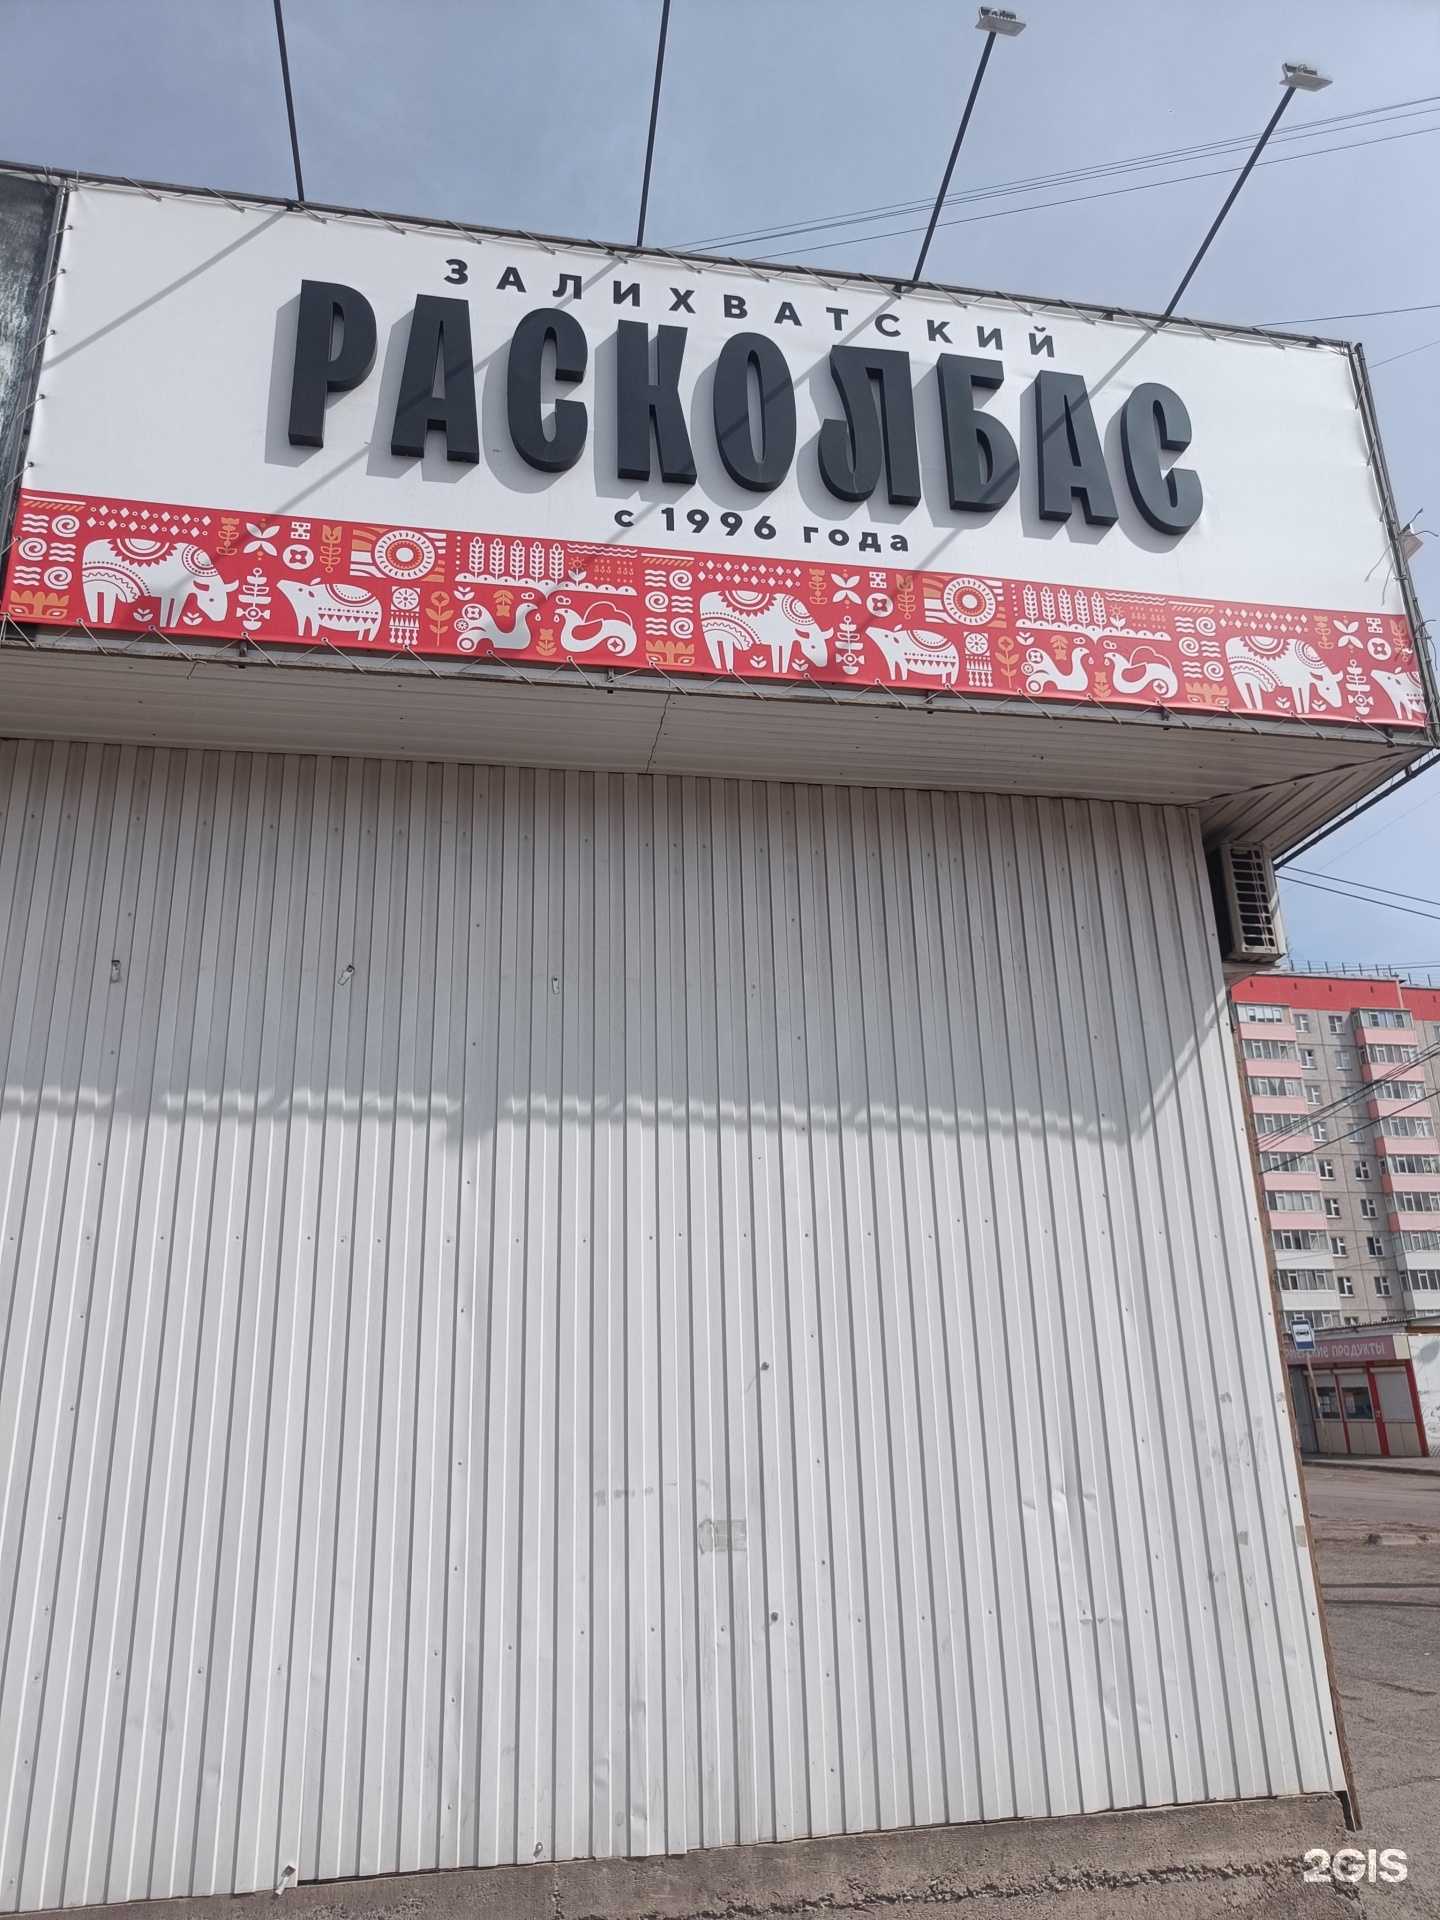 ЗАЛИХВАТСКИЙ
РАСКОЛБАС
с 1996 года
ПРОДУКТЫ
2GIS